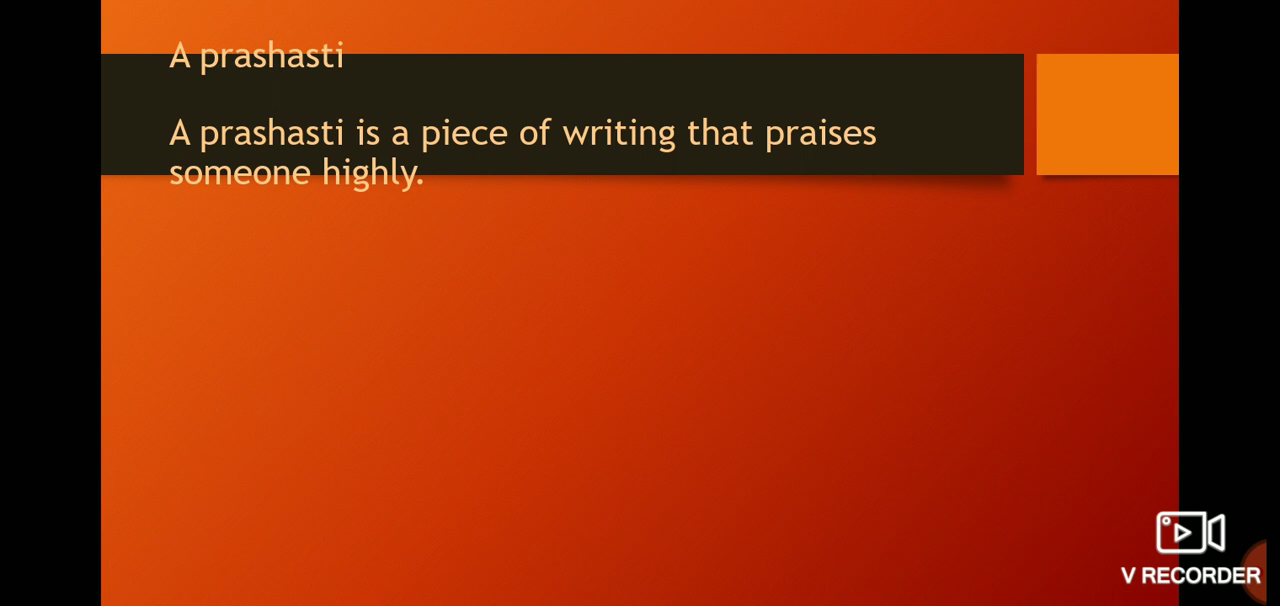 A prashasti
A prashasti is a piece of writing that praises
someone highly.
V RECORDER